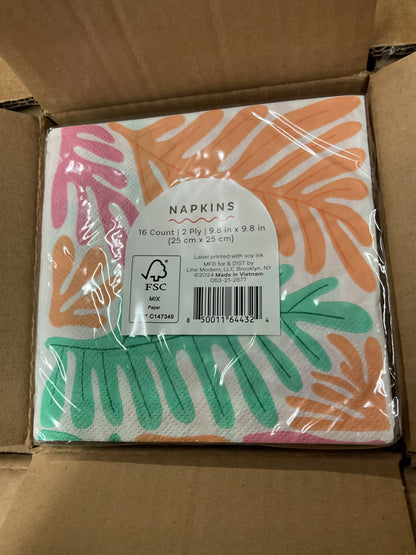 NAPKINS
16 Count | 2 Ply | 9.8 in x 9.8 in
(25 cm x 25 cm)
Label printed with soy ink
MFD for & DIST by
Line Modern, LLC Brooklyn, NY
©2024 Made in Vietnam
053-21-2677
FSC
MIX
Paper
C147349
8 50011 64432 4